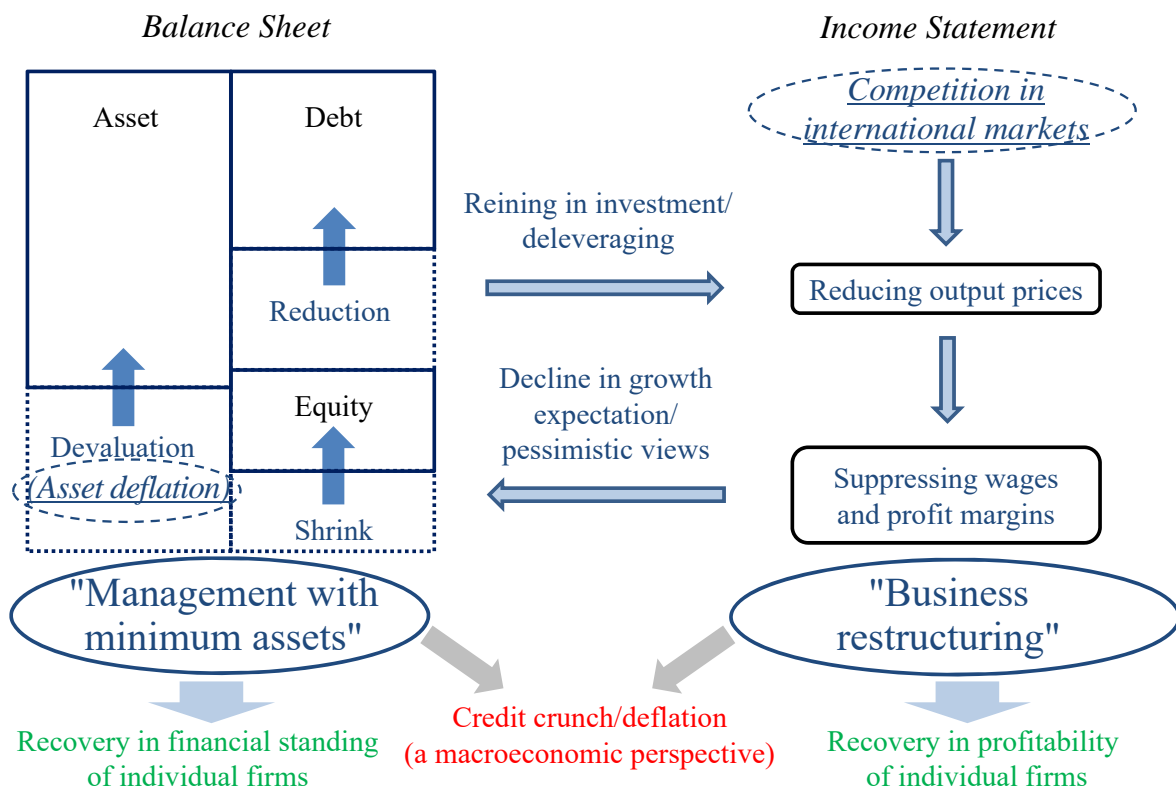 Balance Sheet
Income Statement
Asset
Debt
Competition in
international markets
Reining in investment/
deleveraging
Reduction
Reducing output prices
Decline in growth
expectation/
pessimistic views
Equity
Devaluation
(Asset deflation)
Shrink
Suppressing wages
and profit margins
"Management with
minimum assets"
"Business
restructuring"
Recovery in financial standing
of individual firms
Credit crunch/deflation
(a macroeconomic perspective)
Recovery in profitability
of individual firms